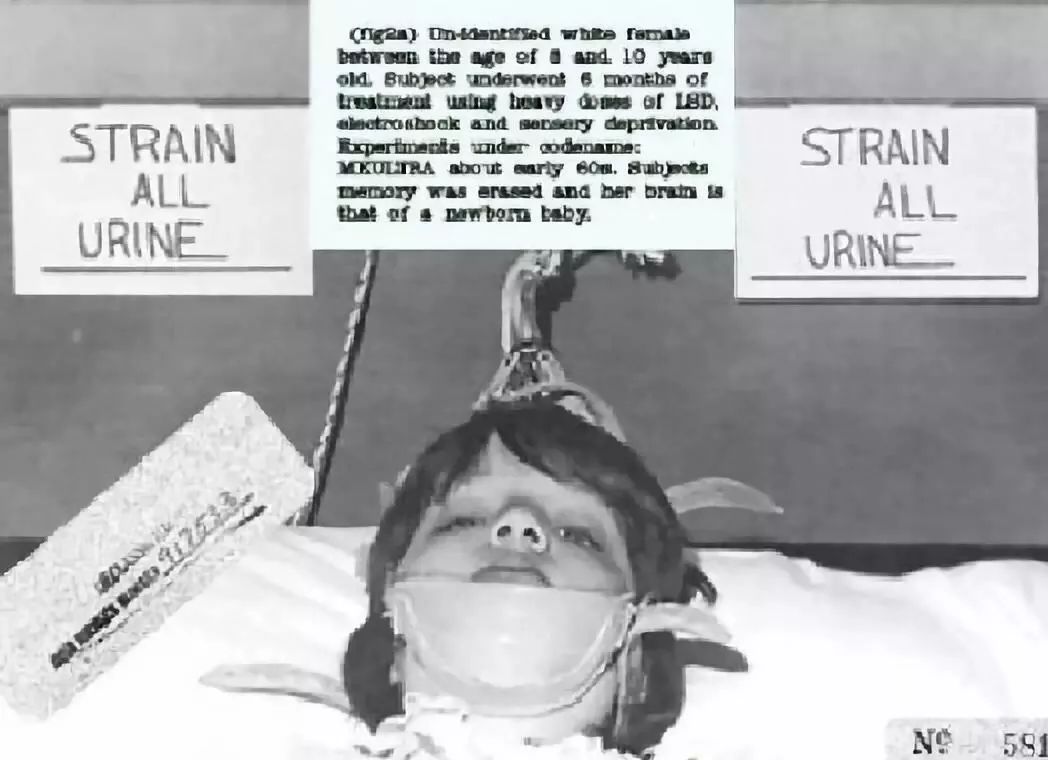 (fig2a) Un-identified white female
between the age of 8 and 10 years
old. Subject underwent 6 months of
treatment using heavy doses of LSD,
electroshock and sensory deprivation.
Experiments under codename:
MKULTRA about early 60s. Subjects
memory was erased and her brain is
that of a newborn baby.
STRAIN
ALL
URINE
STRAIN
ALL
URINE
Nº 581